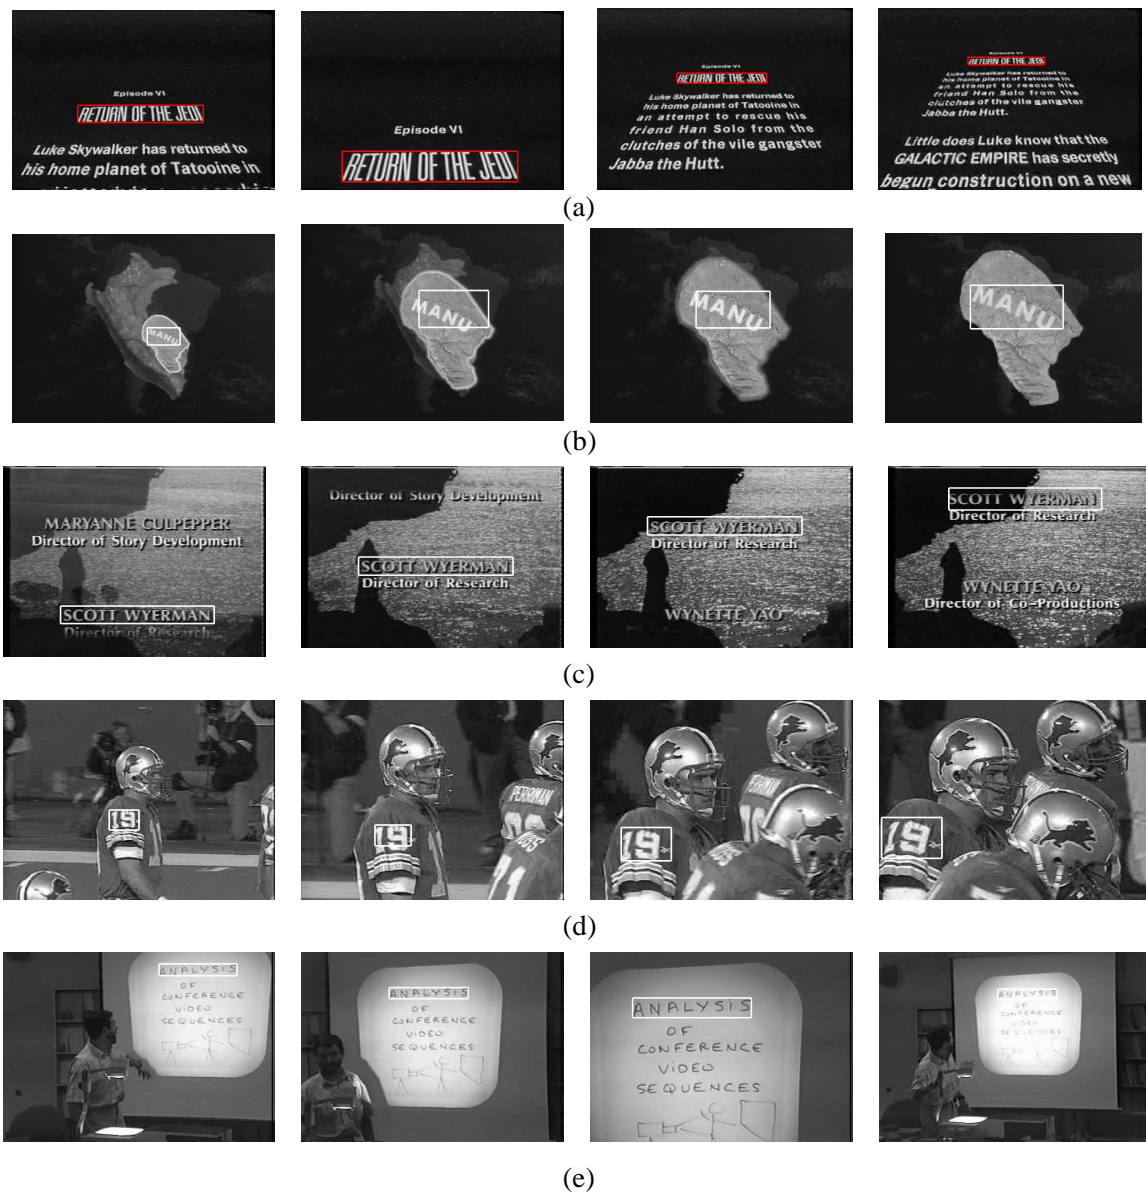 Episode VI
RETURN OF THE JEDI
Luke Skywalker has returned to
his home planet of Tatooine in
Episode VI
RETURN OF THE JEDI
Episode VI
RETURN OF THE JEDI
Luke Skywalker has returned to
his home planet of Tatooine in
an attempt to rescue his
friend Han Solo from the
clutches of the vile gangster
Jabba the Hutt.
Episode VI
RETURN OF THE JEDI
Luke Skywalker has returned to
his home planet of Tatooine in
an attempt to rescue his
friend Han Solo from the
clutches of the vile gangster
Jabba the Hutt.
Little does Luke know that the
GALACTIC EMPIRE has secretly
begun construction on a new
(a)
MANU
MANU
MANU
MANU
(b)
MARYANNE CULPEPPER
Director of Story Development
SCOTT WYERMAN
Director of Research
Director of Story Development
SCOTT WYERMAN
Director of Research
SCOTT WYERMAN
Director of Research
WYNETTE YAO
SCOTT WYERMAN
Director of Research
WYNETTE YAO
Director of Co-Productions
(c)
19
19
PERRIMAN
71
19
19
(d)
ANALYSIS
OF
CONFERENCE
VIDEO
SEQUENCES
ANALYSIS
OF
CONFERENCE
VIDEO
SEQUENCES
ANALYSIS
OF
CONFERENCE
VIDEO
SEQUENCES
ANALYSIS
OF
CONFERENCE
VIDEO
SEQUENCES
(e)